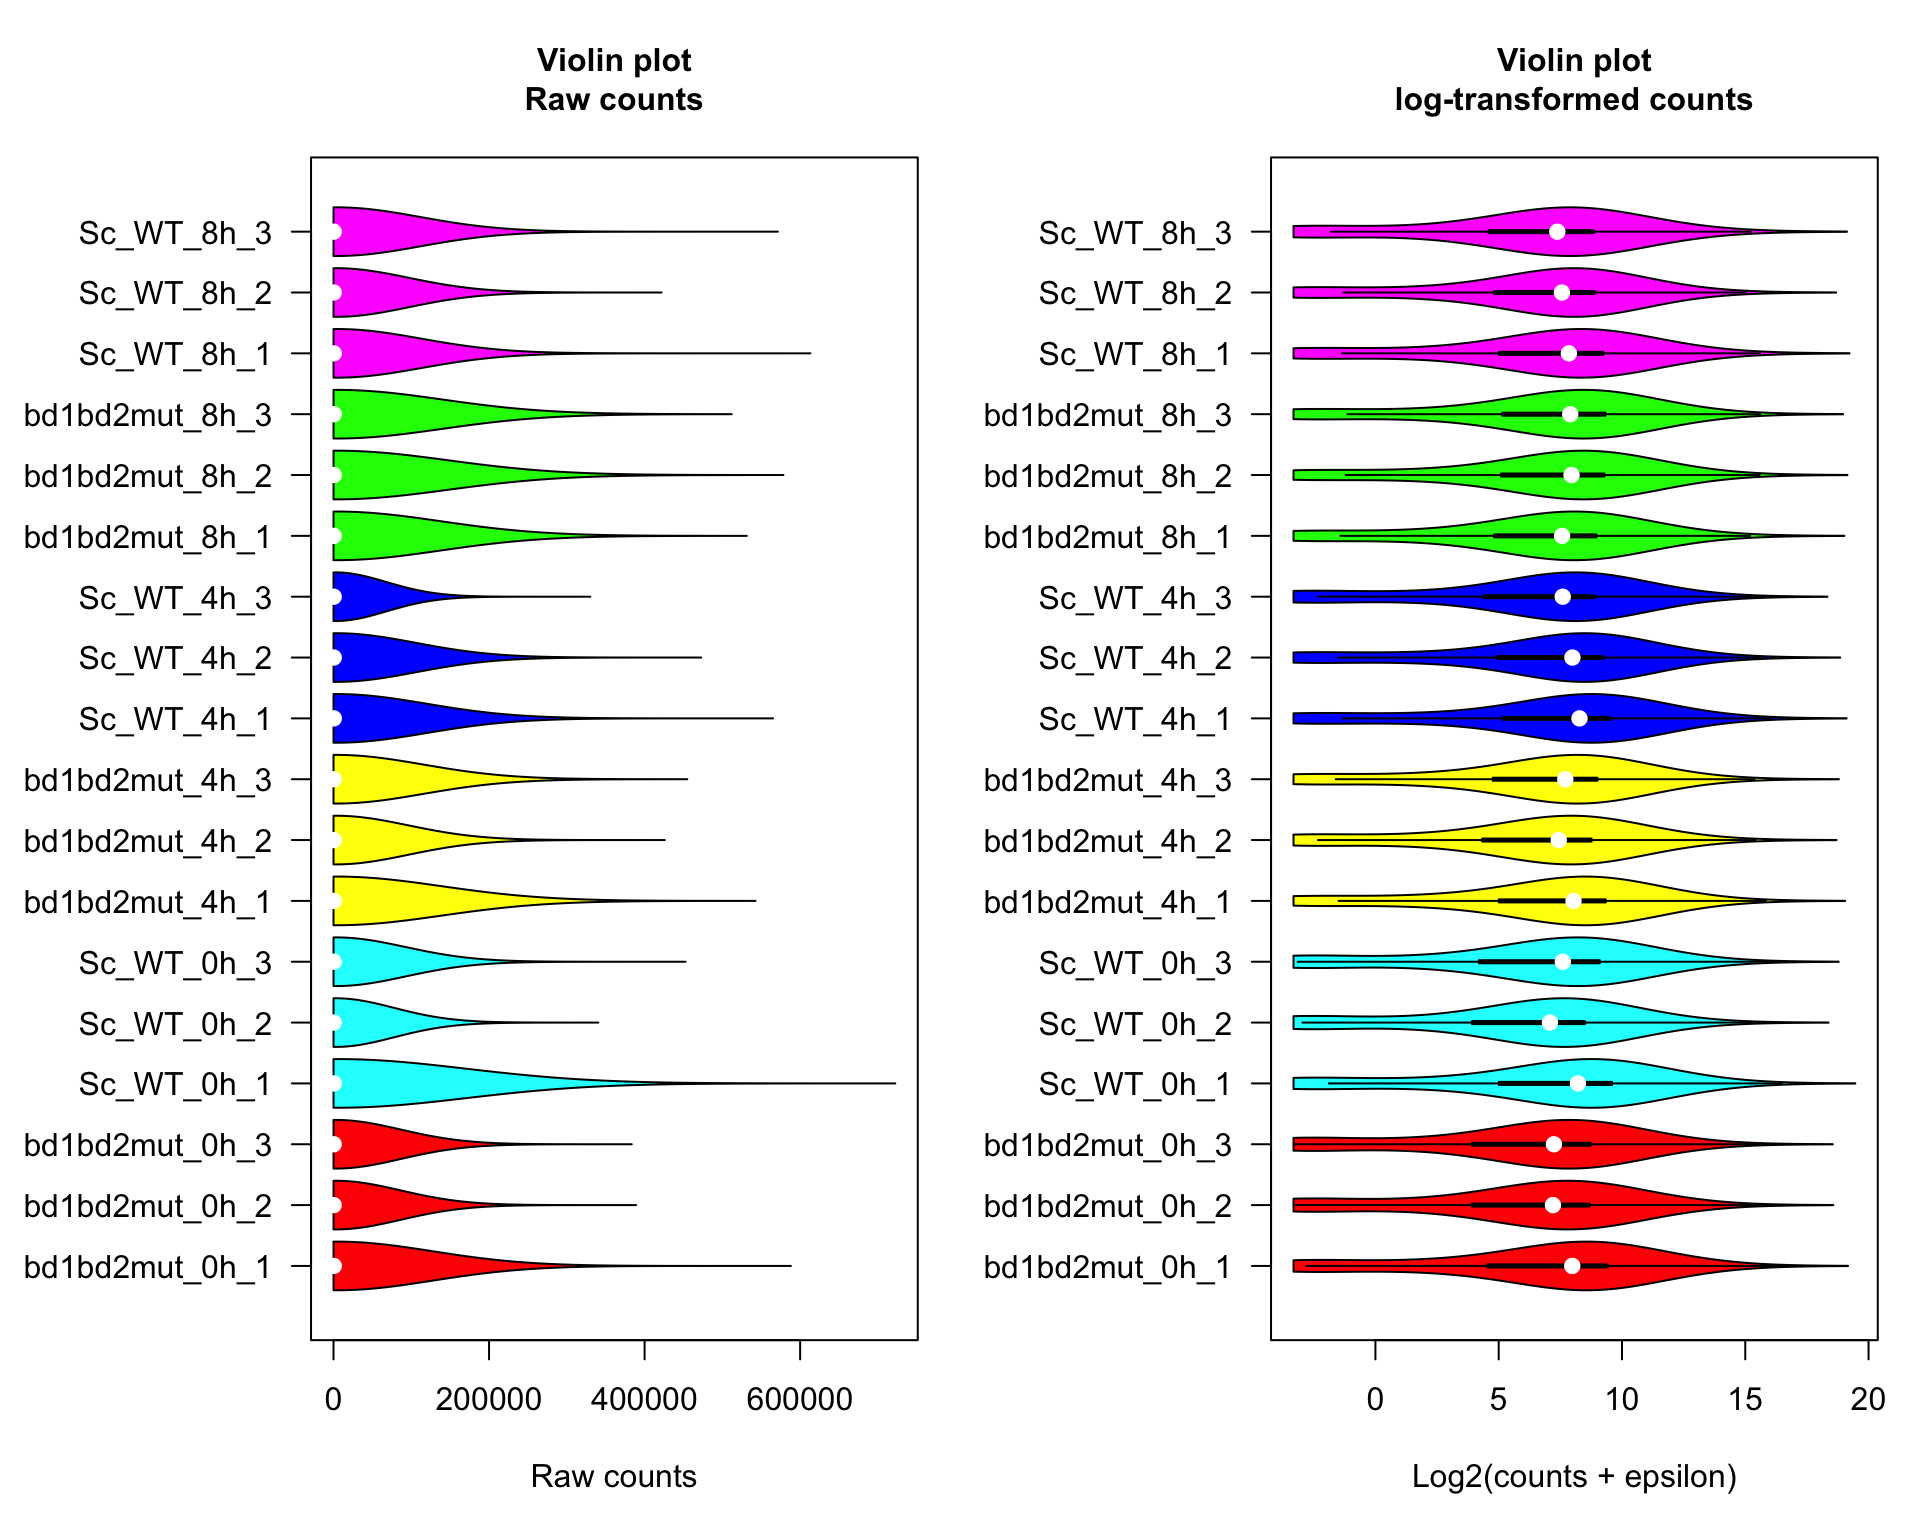 Violin plot
Raw counts
Sc_WT_8h_3
Sc_WT_8h_2
Sc_WT_8h_1
bd1bd2mut_8h_3
bd1bd2mut_8h_2
bd1bd2mut_8h_1
Sc_WT_4h_3
Sc_WT_4h_2
Sc_WT_4h_1
bd1bd2mut_4h_3
bd1bd2mut_4h_2
bd1bd2mut_4h_1
Sc_WT_0h_3
Sc_WT_0h_2
Sc_WT_0h_1
bd1bd2mut_0h_3
bd1bd2mut_0h_2
bd1bd2mut_0h_1
0 200000 400000 600000
Raw counts
Violin plot
log-transformed counts
Sc_WT_8h_3
Sc_WT_8h_2
Sc_WT_8h_1
bd1bd2mut_8h_3
bd1bd2mut_8h_2
bd1bd2mut_8h_1
Sc_WT_4h_3
Sc_WT_4h_2
Sc_WT_4h_1
bd1bd2mut_4h_3
bd1bd2mut_4h_2
bd1bd2mut_4h_1
Sc_WT_0h_3
Sc_WT_0h_2
Sc_WT_0h_1
bd1bd2mut_0h_3
bd1bd2mut_0h_2
bd1bd2mut_0h_1
0 5 10 15 20
Log2(counts + epsilon)